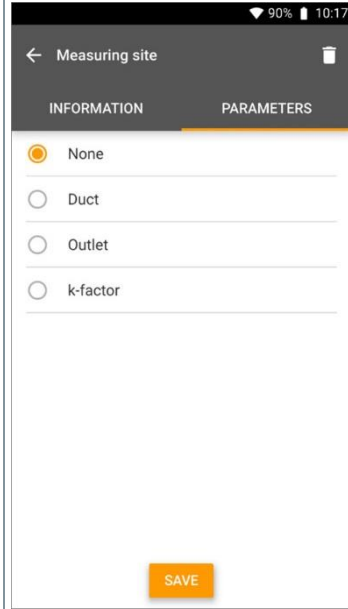 90% 10:17
Measuring site
INFORMATION PARAMETERS
None
Duct
Outlet
k-factor
SAVE